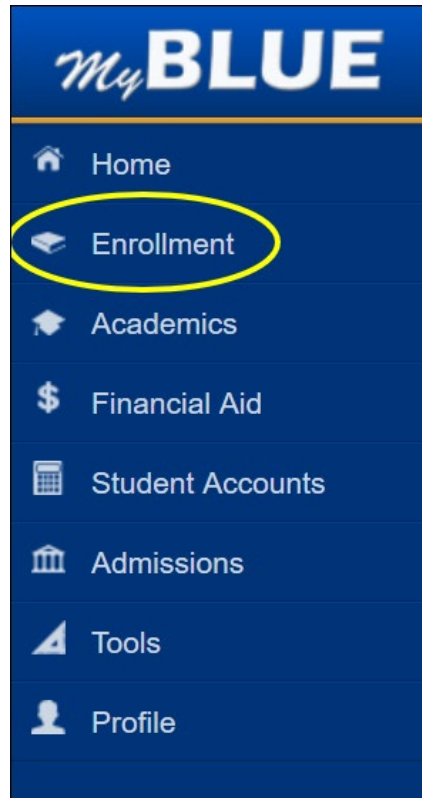 MyBLUE
Home
Enrollment
Academics
Financial Aid
Student Accounts
Admissions
Tools
Profile